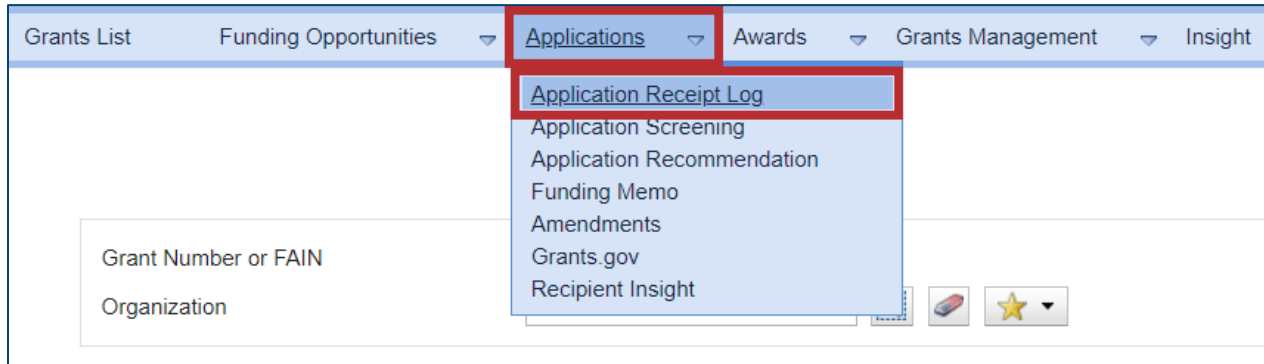 Grants List Funding Opportunities Applications Awards Grants Management Insight
Application Receipt Log
Application Screening
Application Recommendation
Funding Memo
Amendments
Grant Number or FAIN
Grants.gov
Recipient Insight
Organization